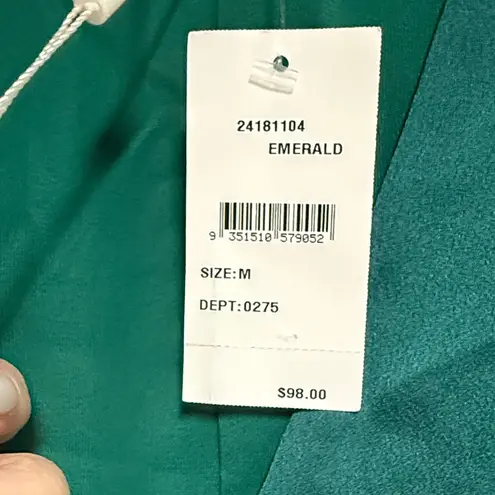 24181104
EMERALD
9 351510 579052
SIZE:M
DEPT:0275
$98.00